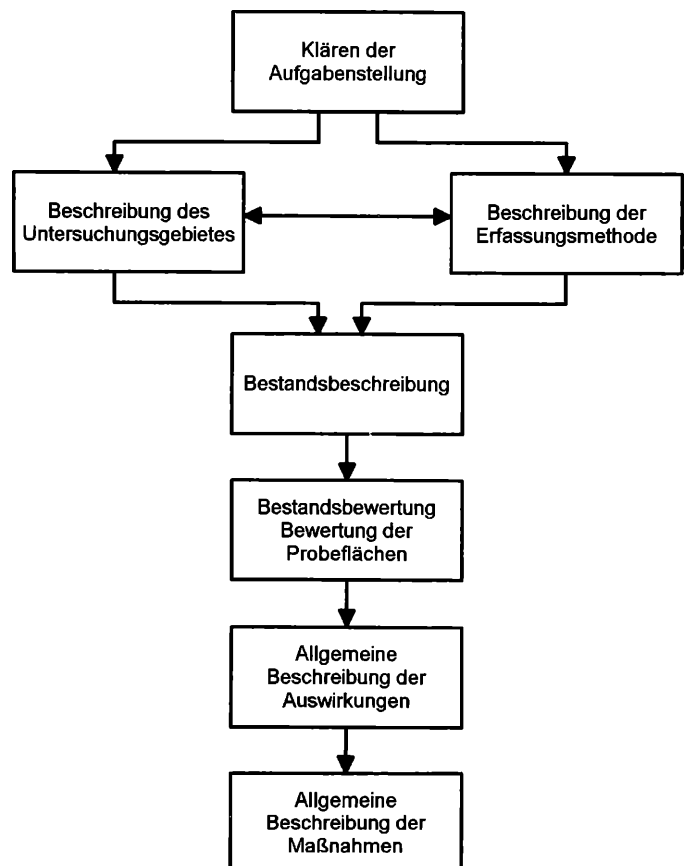 Klären der
Aufgabenstellung
Beschreibung des
Untersuchungsgebietes
Beschreibung der
Erfassungsmethode
Bestandsbeschreibung
Bestandsbewertung
Bewertung der
Probeflächen
Allgemeine
Beschreibung der
Auswirkungen
Allgemeine
Beschreibung der
Maßnahmen